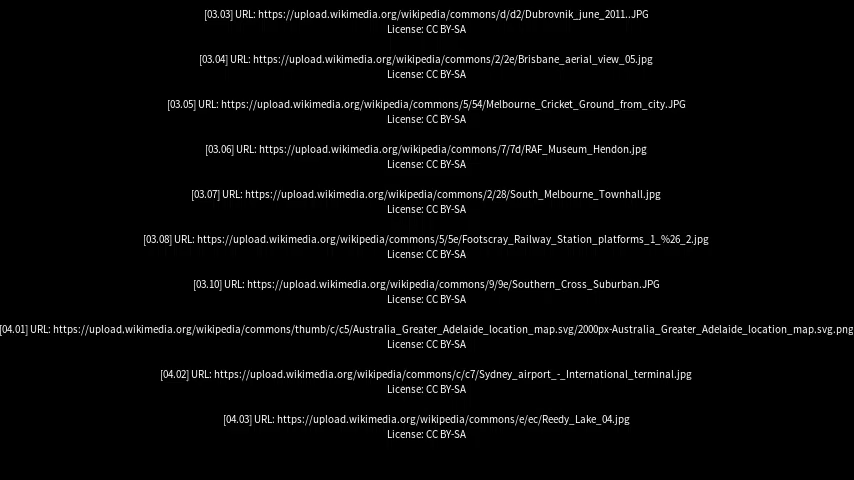 [03.03] URL: https://upload.wikimedia.org/wikipedia/commons/d/d2/Dubrovnik_june_2011..JPG
License: CC BY-SA
[03.04] URL: https://upload.wikimedia.org/wikipedia/commons/2/2e/Brisbane_aerial_view_05.jpg
License: CC BY-SA
[03.05] URL: https://upload.wikimedia.org/wikipedia/commons/5/54/Melbourne_Cricket_Ground_from_city.JPG
License: CC BY-SA
[03.06] URL: https://upload.wikimedia.org/wikipedia/commons/7/7d/RAF_Museum_Hendon.jpg
License: CC BY-SA
[03.07] URL: https://upload.wikimedia.org/wikipedia/commons/2/28/South_Melbourne_Townhall.jpg
License: CC BY-SA
[03.08] URL: https://upload.wikimedia.org/wikipedia/commons/5/5e/Footscray_Railway_Station_platforms_1_%26_2.jpg
License: CC BY-SA
[03.10] URL: https://upload.wikimedia.org/wikipedia/commons/9/9e/Southern_Cross_Suburban.JPG
License: CC BY-SA
[04.01] URL: https://upload.wikimedia.org/wikipedia/commons/thumb/c/c5/Australia_Greater_Adelaide_location_map.svg/2000px-Australia_Greater_Adelaide_location_map.svg.png
License: CC BY-SA
[04.02] URL: https://upload.wikimedia.org/wikipedia/commons/c/c7/Sydney_airport_-_International_terminal.jpg
License: CC BY-SA
[04.03] URL: https://upload.wikimedia.org/wikipedia/commons/e/ec/Reedy_Lake_04.jpg
License: CC BY-SA